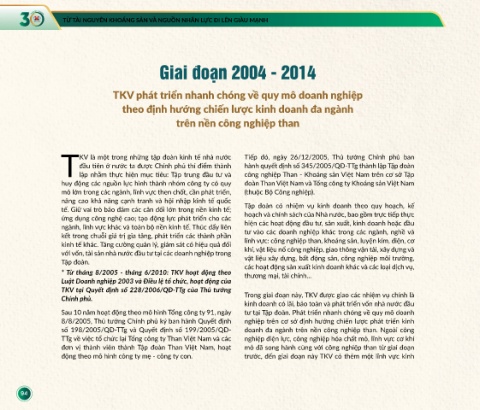 30 TỪ TÀI NGUYÊN KHOÁNG SẢN VÀ NGUỒN NHÂN LỰC ĐI LÊN GIÀU MẠNH
Giai đoạn 2004 - 2014
TKV phát triển nhanh chóng về quy mô doanh nghiệp
theo định hướng chiến lược kinh doanh đa ngành
trên nền công nghiệp than
TKV là một trong những tập đoàn kinh tế nhà nước
đầu tiên ở nước ta được Chính phủ thí điểm thành
lập nhằm thực hiện mục tiêu: Tập trung đầu tư và
huy động các nguồn lực hình thành nhóm công ty có quy
mô lớn trong các ngành, lĩnh vực then chốt, cần phát triển,
nâng cao khả năng cạnh tranh và hội nhập kinh tế quốc
tế. Giữ vai trò bảo đảm các cân đối lớn trong nền kinh tế;
ứng dụng công nghệ cao; tạo động lực phát triển cho các
ngành, lĩnh vực khác và toàn bộ nền kinh tế. Thúc đẩy liên
kết trong chuỗi giá trị gia tăng, phát triển các thành phần
kinh tế khác. Tăng cường quản lý, giám sát có hiệu quả đối
với vốn, tài sản nhà nước đầu tư tại các doanh nghiệp trong
Tập đoàn.
* Từ tháng 8/2005 - tháng 6/2010: TKV hoạt động theo
Luật Doanh nghiệp 2003 và Điều lệ tổ chức, hoạt động của
TKV tại Quyết định số 228/2006/QĐ-TTg của Thủ tướng
Chính phủ.
Sau 10 năm hoạt động theo mô hình Tổng công ty 91, ngày
8/8/2005, Thủ tướng Chính phủ ký ban hành Quyết định
số 198/2005/QĐ-TTg và Quyết định số 199/2005/QĐ-
TTg về việc tổ chức lại Tổng công ty Than Việt Nam và các
đơn vị thành viên thành Tập đoàn Than Việt Nam, hoạt
động theo mô hình công ty mẹ - công ty con.
Tiếp đó, ngày 26/12/2005, Thủ tướng Chính phủ ban
hành quyết định số 345/2005/QĐ-TTg thành lập Tập đoàn
công nghiệp Than - Khoáng sản Việt Nam trên cơ sở Tập
đoàn Than Việt Nam và Tổng công ty Khoáng sản Việt Nam
(thuộc Bộ Công nghiệp).
Tập đoàn có nhiệm vụ kinh doanh theo quy hoạch, kế
hoạch và chính sách của Nhà nước, bao gồm trực tiếp thực
hiện các hoạt động đầu tư, sản xuất, kinh doanh hoặc đầu
tư vào các doanh nghiệp khác trong các ngành, nghề và
lĩnh vực: công nghiệp than, khoáng sản, luyện kim, điện, cơ
khí, vật liệu nổ công nghiệp, giao thông vận tải, xây dựng và
vật liệu xây dựng, bất động sản, công nghiệp môi trường,
các hoạt động sản xuất kinh doanh khác và các loại dịch vụ,
thương mại, tài chính...
Trong giai đoạn này, TKV được giao các nhiệm vụ chính là
kinh doanh có lãi, bảo toàn và phát triển vốn nhà nước đầu
tư tại Tập đoàn. Phát triển nhanh chóng về quy mô doanh
nghiệp trên cơ sở định hướng chiến lược phát triển kinh
doanh đa ngành trên nền công nghiệp than. Ngoài công
nghiệp điện lực, công nghiệp hóa chất mỏ, lĩnh vực cơ khí
mỏ đã song hành cùng với công nghiệp than từ giai đoạn
trước, đến giai đoạn này TKV có thêm một lĩnh vực kinh
94